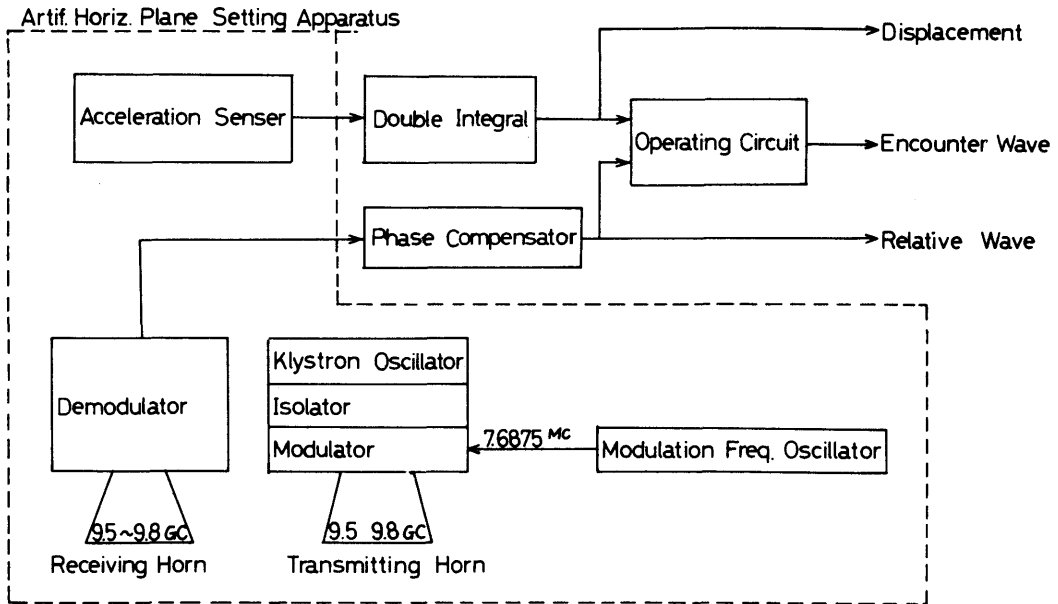 Artif. Horiz. Plane Setting Apparatus
Displacement
Acceleration Senser
Double Integral
Operating Circuit
Encounter Wave
Phase Compensator
Relative Wave
Klystron Oscillator
Demodulator
Isolator
Modulator
7.6875 MC
Modulation Freq. Oscillator
9.5~9.8 GC
9.5 9.8 GC
Receiving Horn
Transmitting Horn